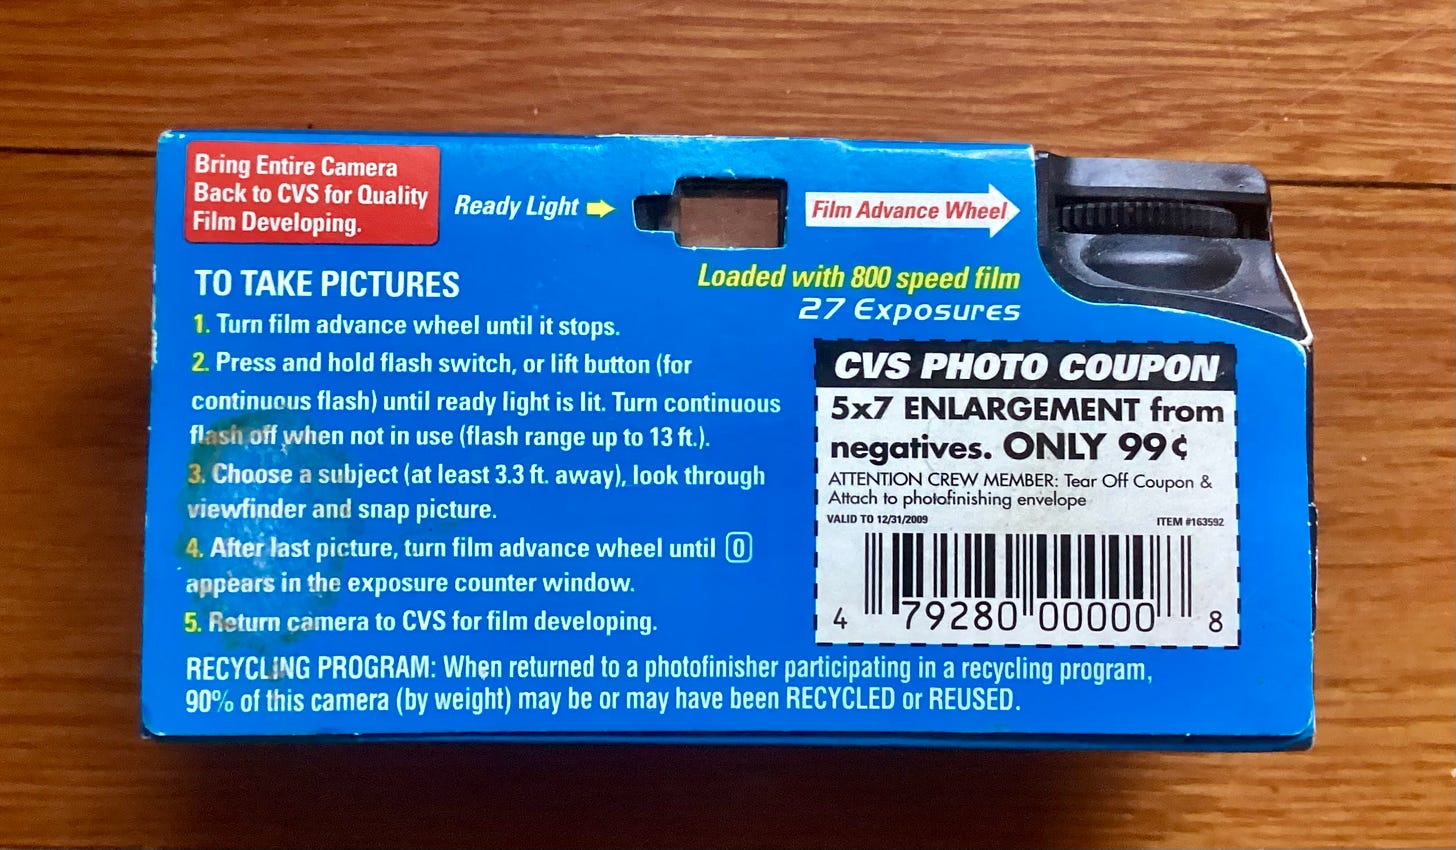 Bring Entire Camera
Back to CVS for Quality
Film Developing.
Ready Light
Film Advance Wheel
Loaded with 800 speed film
27 Exposures
TO TAKE PICTURES
1. Turn film advance wheel until it stops.
2. Press and hold flash switch, or lift button (for
continuous flash) until ready light is lit. Turn continuous
flash off when not in use (flash range up to 13 ft.).
3. Choose a subject (at least 3.3 ft. away), look through
viewfinder and snap picture.
4. After last picture, turn film advance wheel until 0
appears in the exposure counter window.
5. Return camera to CVS for film developing.
CVS PHOTO COUPON
5x7 ENLARGEMENT from
negatives. ONLY 99¢
ATTENTION CREW MEMBER: Tear Off Coupon &
Attach to photofinishing envelope
VALID TO 12/31/2009 ITEM #163592
4 79280 00000 8
RECYCLING PROGRAM: When returned to a photofinisher participating in a recycling program,
90% of this camera (by weight) may be or may have been RECYCLED or REUSED.